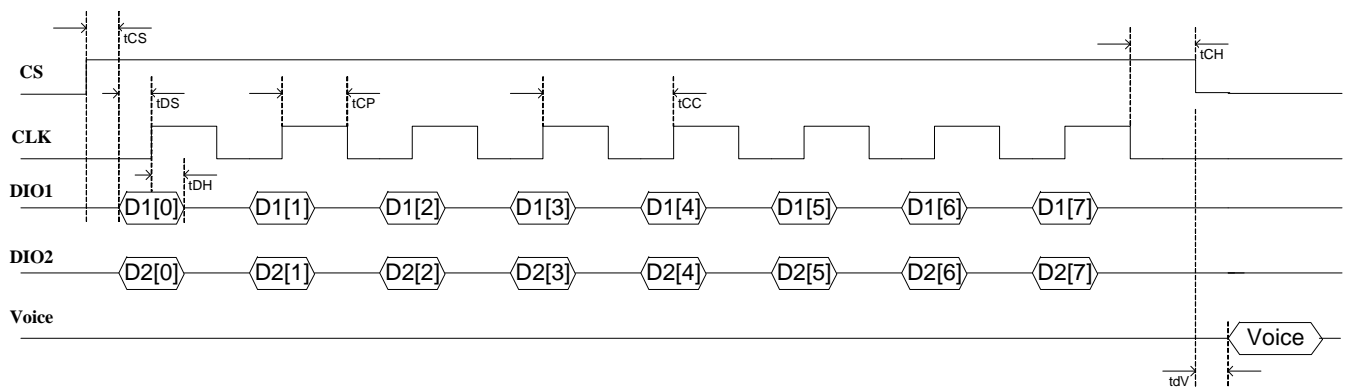 tCS
CS
tCH
tDS
tCP
tCC
CLK
tDH
DIO1
D1[0] D1[1] D1[2] D1[3] D1[4] D1[5] D1[6] D1[7]
DIO2
D2[0] D2[1] D2[2] D2[3] D2[4] D2[5] D2[6] D2[7]
Voice
Voice
tdV